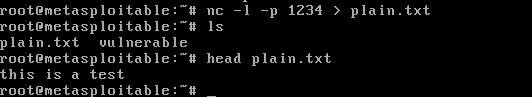 root@metasploitable:~# nc -l -p 1234 > plain.txt
root@metasploitable:~# ls
plain.txt  vulnerable
root@metasploitable:~# head plain.txt
this is a test
root@metasploitable:~# _